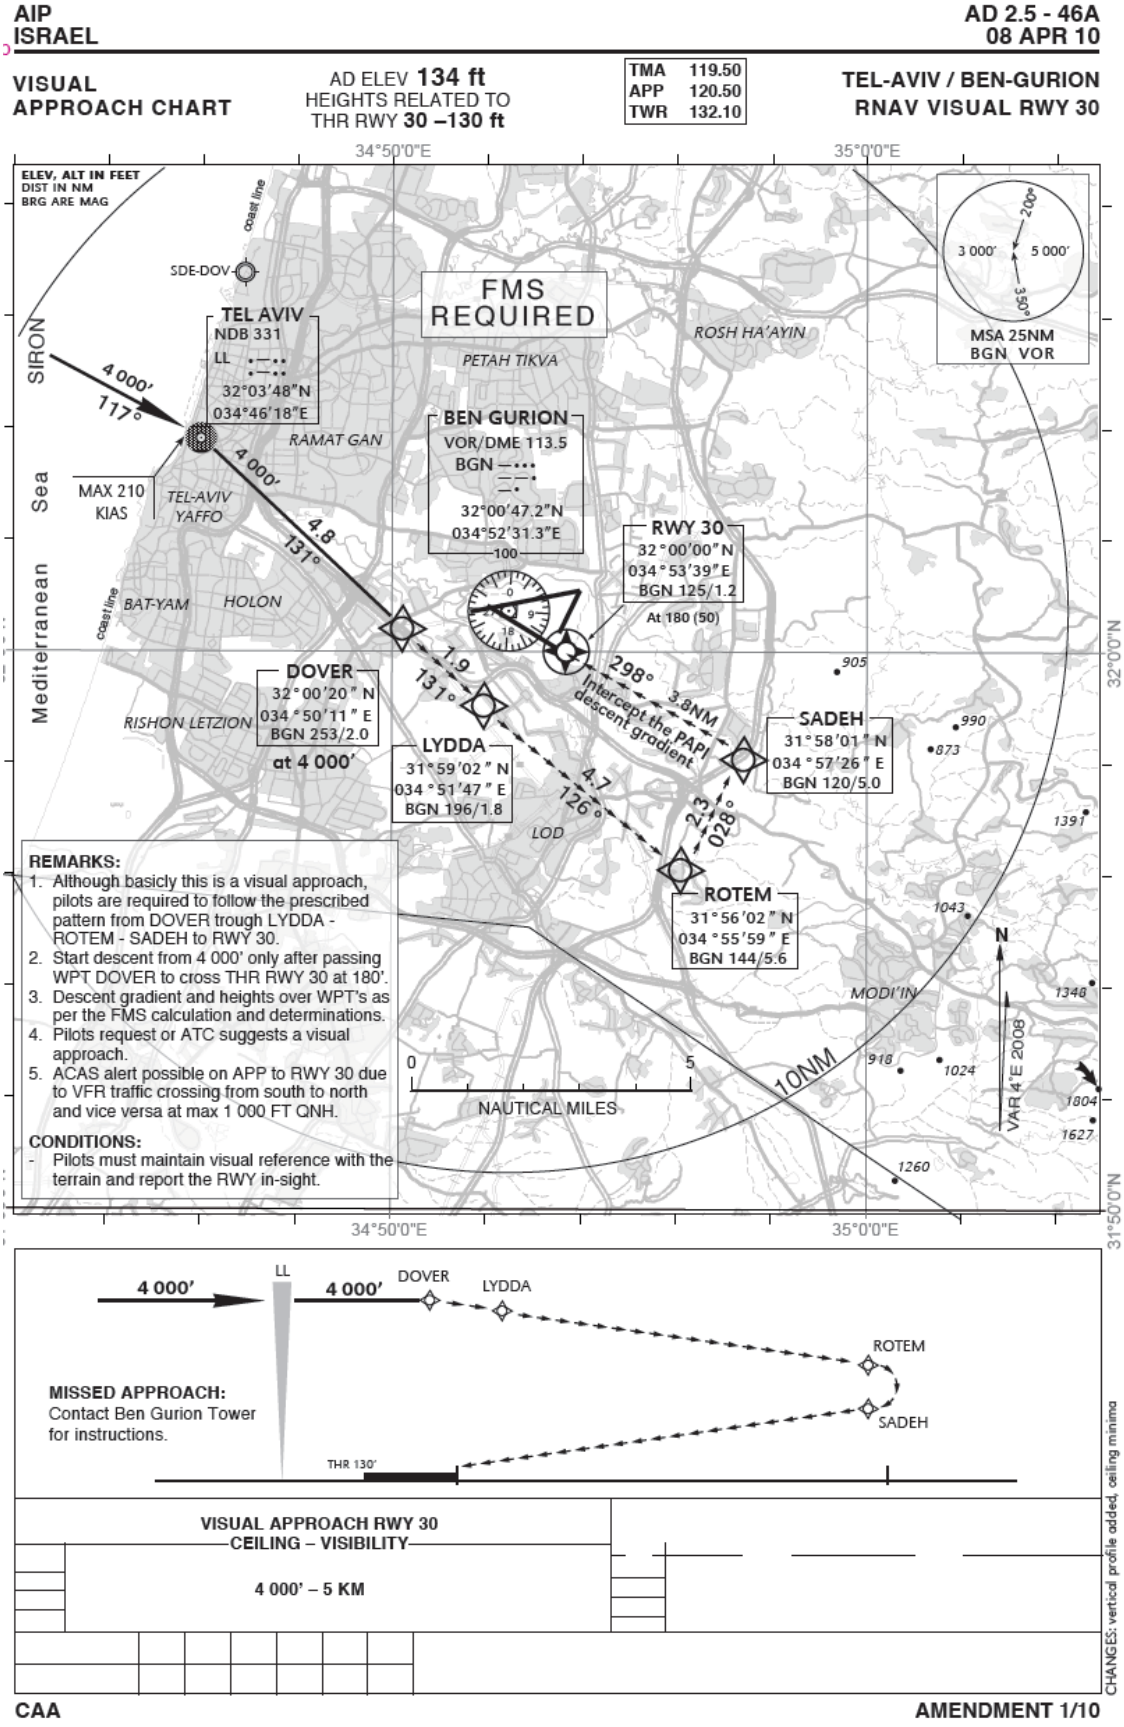 AIP
ISRAEL
AD 2.5 - 46A
08 APR 10
VISUAL
APPROACH CHART
AD ELEV 134 ft
HEIGHTS RELATED TO
THR RWY 30 –130 ft
TMA 119.50
APP 120.50
TWR 132.10
TEL-AVIV / BEN-GURION
RNAV VISUAL RWY 30
34°50'0"E
35°0'0"E
ELEV, ALT IN FEET
DIST IN NM
BRG ARE MAG
coast line
SDE-DOV
FMS
REQUIRED
200°
3 000'
5 000'
350°
MSA 25NM
BGN VOR
SIRON
4 000'
117°
TEL AVIV
NDB 331
LL
32°03'48"N
034°46'18"E
ROSH HA'AYIN
PETAH TIKVA
RAMAT GAN
BEN GURION
VOR/DME 113.5
BGN
32°00'47.2"N
034°52'31.3"E
100
MAX 210
KIAS
TEL-AVIV
YAFFO
4 000'
4.8
131°
RWY 30
32°00'00"N
034°53'39"E
BGN 125/1.2
At 180 (50)
Mediterranean Sea
coast line
BAT-YAM
HOLON
0
9
18
27
32°0'0"N
DOVER
32°00'20" N
034°50'11" E
BGN 253/2.0
at 4 000'
1.9
131°
298°
3.8NM
Intercept the PAPI
descent gradient
905
RISHON LETZION
LYDDA
31°59'02" N
034°51'47" E
BGN 196/1.8
SADEH
31°58'01" N
034°57'26" E
BGN 120/5.0
990
873
4.7
126°
LOD
2.3
028°
1391
ROTEM
31°56'02" N
034°55'59" E
BGN 144/5.6
1043
N
VAR 4°E 2008
MODI'IN
1348
918
1024
1804
1627
1260
10NM
0 5
NAUTICAL MILES
REMARKS:
1. Although basicly this is a visual approach,
pilots are required to follow the prescribed
pattern from DOVER trough LYDDA -
ROTEM - SADEH to RWY 30.
2. Start descent from 4 000' only after passing
WPT DOVER to cross THR RWY 30 at 180'.
3. Descent gradient and heights over WPT's as
per the FMS calculation and determinations.
4. Pilots request or ATC suggests a visual
approach.
5. ACAS alert possible on APP to RWY 30 due
to VFR traffic crossing from south to north
and vice versa at max 1 000 FT QNH.
CONDITIONS:
- Pilots must maintain visual reference with the
terrain and report the RWY in-sight.
34°50'0"E
35°0'0"E
31°50'0"N
4 000'
LL
4 000'
DOVER
LYDDA
ROTEM
SADEH
MISSED APPROACH:
Contact Ben Gurion Tower
for instructions.
THR 130'
VISUAL APPROACH RWY 30
CEILING – VISIBILITY
4 000' – 5 KM
CHANGES: vertical profile added, ceiling minima
CAA
AMENDMENT 1/10